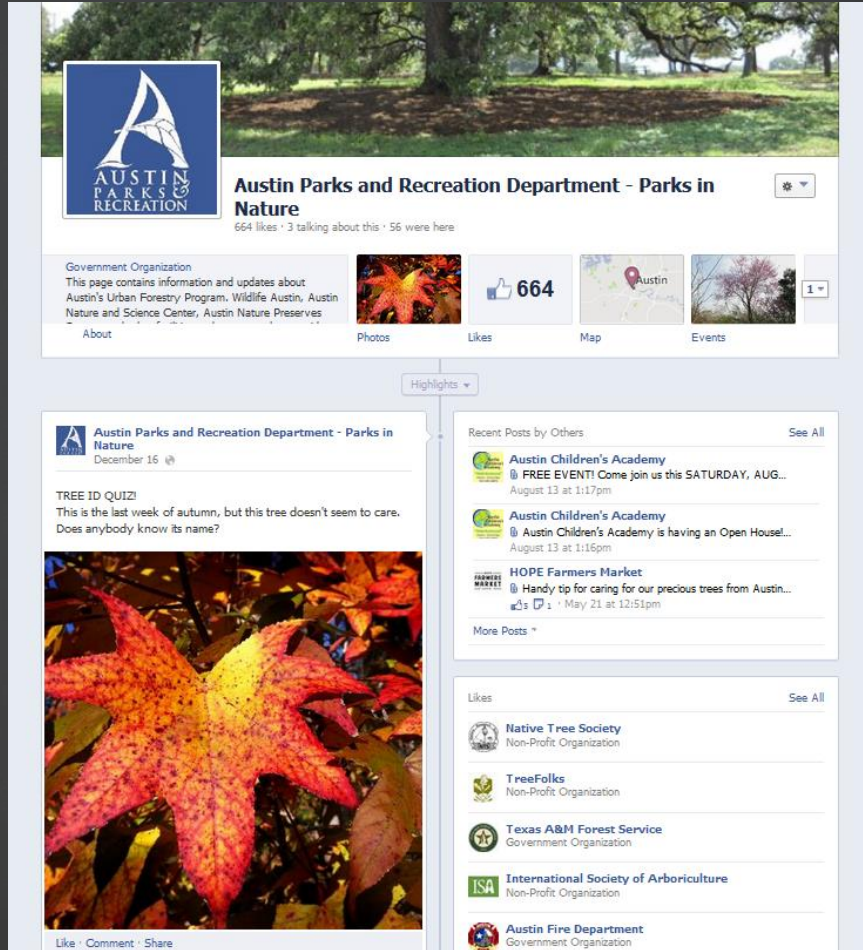 AUSTIN
PARKS &
RECREATION
Austin Parks and Recreation Department - Parks in
Nature
664 likes · 3 talking about this · 56 were here
Government Organization
This page contains information and updates about
Austin's Urban Forestry Program. Wildlife Austin, Austin
Nature and Science Center, Austin Nature Preserves
About
Photos
664
Likes
Austin
Map
Events
1
Highlights
Austin Parks and Recreation Department - Parks in
Nature
December 16
TREE ID QUIZ!
This is the last week of autumn, but this tree doesn't seem to care.
Does anybody know its name?
Like · Comment · Share
Recent Posts by Others
See All
Austin Children's Academy
FREE EVENT! Come join us this SATURDAY, AUG...
August 13 at 1:17pm
Austin Children's Academy
Austin Children's Academy is having an Open House!...
August 13 at 1:16pm
FARMERS
MARKET
HOPE Farmers Market
Handy tip for caring for our precious trees from Austin...
3 1 · May 21 at 12:51pm
More Posts
Likes
See All
Native Tree Society
Non-Profit Organization
TreeFolks
Non-Profit Organization
Texas A&M Forest Service
Government Organization
ISA
International Society of Arboriculture
Non-Profit Organization
Austin Fire Department
Government Organization